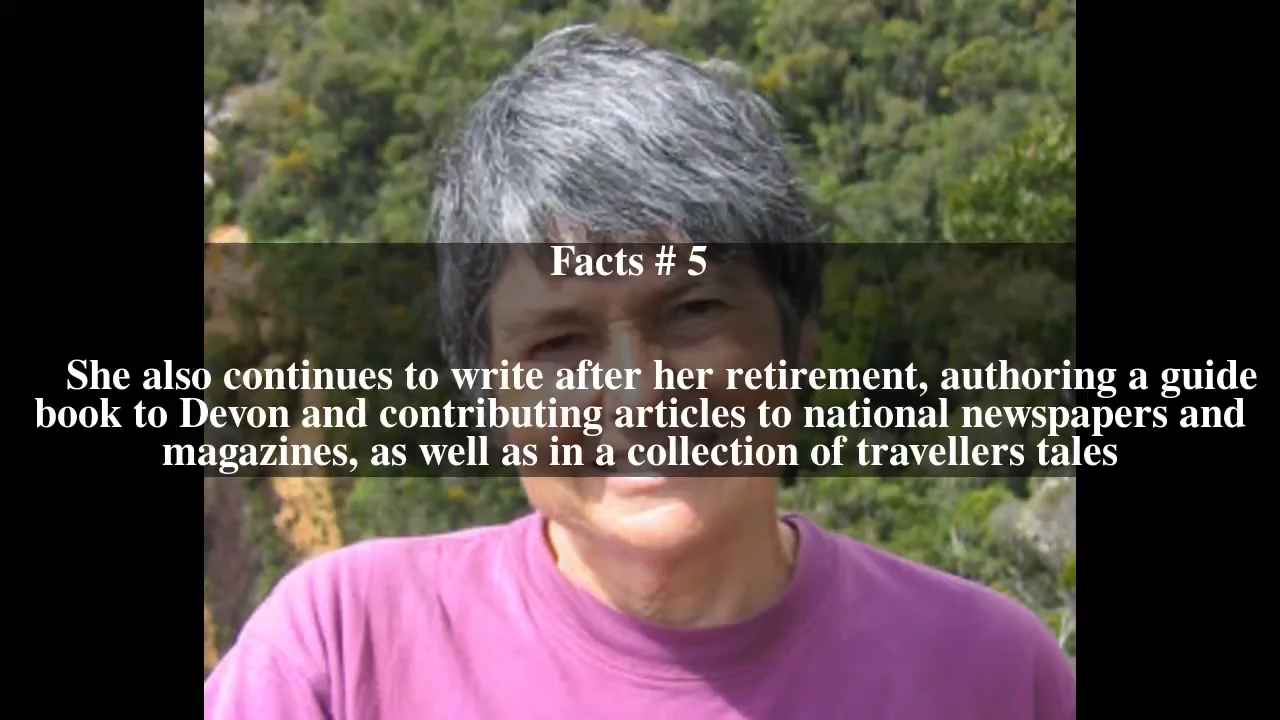 Facts # 5
She also continues to write after her retirement, authoring a guide
book to Devon and contributing articles to national newspapers and
magazines, as well as in a collection of travellers tales